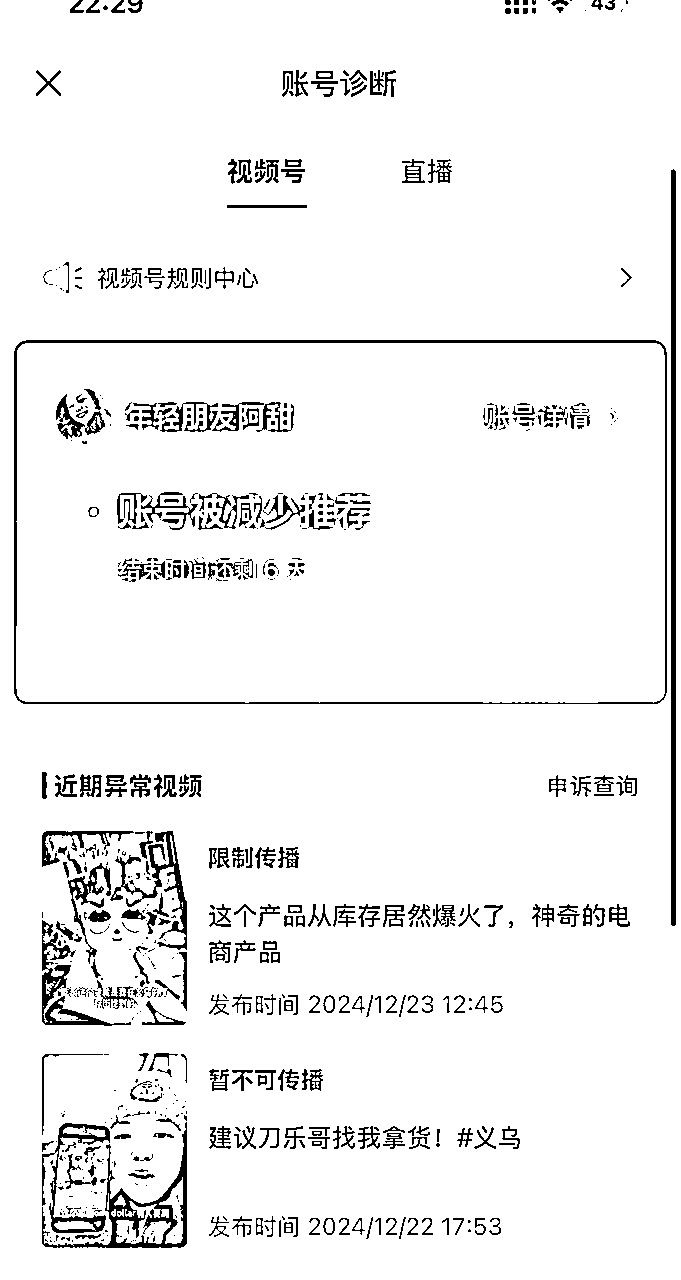 22:29
43
账号诊断
视频号 直播
视频号规则中心
年轻朋友阿甜 账号详情
账号被减少推荐
结束时间还剩 6 天
近期异常视频 申诉查询
限制传播
这个产品从库存居然爆火了，神奇的电
商产品
发布时间 2024/12/23 12:45
暂不可传播
建议刀乐哥找我拿货！#义乌
发布时间 2024/12/22 17:53